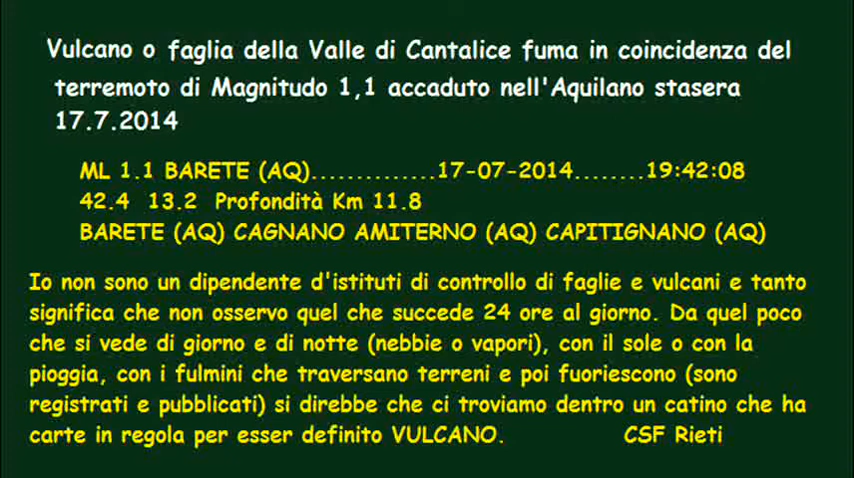 Vulcano o faglia della Valle di Cantalice fuma in coincidenza del
terremoto di Magnitudo 1,1 accaduto nell'Aquilano stasera
17.7.2014
ML 1.1 BARETE (AQ)..............17-07-2014........19:42:08
42.4 13.2 Profondità Km 11.8
BARETE (AQ) CAGNANO AMITERNO (AQ) CAPITIGNANO (AQ)
Io non sono un dipendente d'istituti di controllo di faglie e vulcani e tanto
significa che non osservo quel che succede 24 ore al giorno. Da quel poco
che si vede di giorno e di notte (nebbie o vapori), con il sole o con la
pioggia, con i fulmini che traversano terreni e poi fuoriescono (sono
registrati e pubblicati) si direbbe che ci troviamo dentro un catino che ha
carte in regola per esser definito VULCANO. CSF Rieti